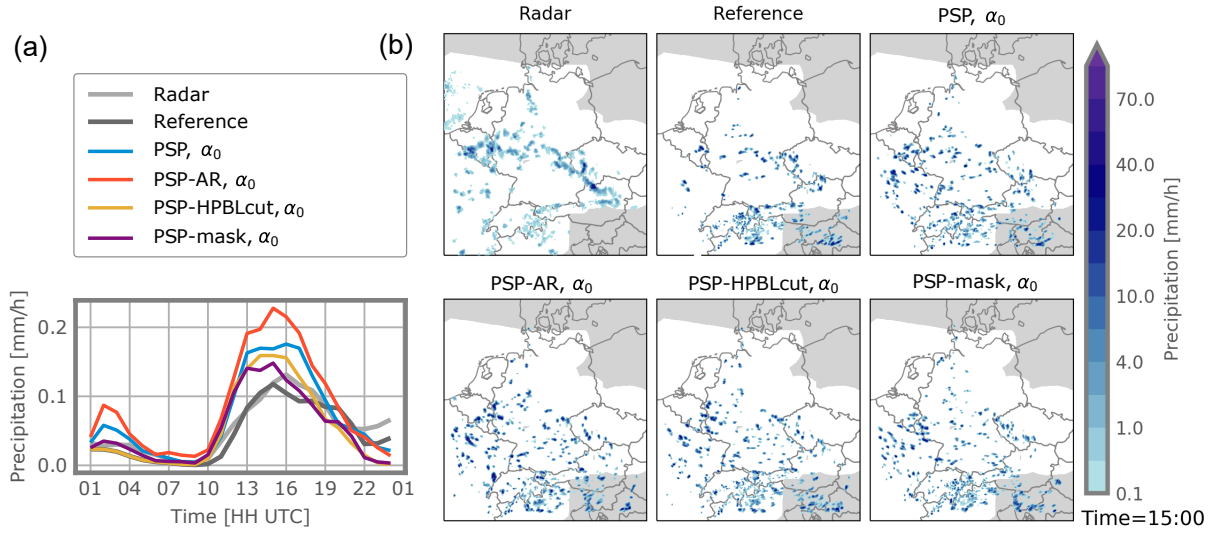 (a)
Radar
Reference
PSP, α₀
PSP-AR, α₀
PSP-HPBLcut, α₀
PSP-mask, α₀
Precipitation [mm/h]
0.2
0.1
0.0
01 04 07 10 13 16 19 22 01
Time [HH UTC]
(b)
Radar
Reference
PSP, α₀
PSP-AR, α₀
PSP-HPBLcut, α₀
PSP-mask, α₀
70.0
40.0
20.0
10.0
4.0
1.0
0.1
Precipitation [mm/h]
Time=15:00